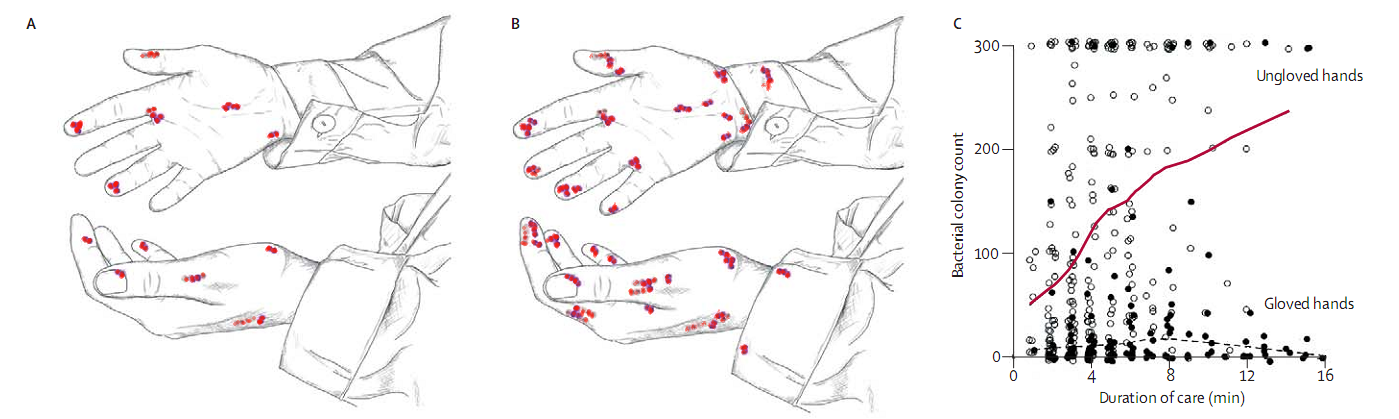 A
B
C
300
200
100
0
Bacterial colony count
Ungloved hands
Gloved hands
0
4
8
12
16
Duration of care (min)